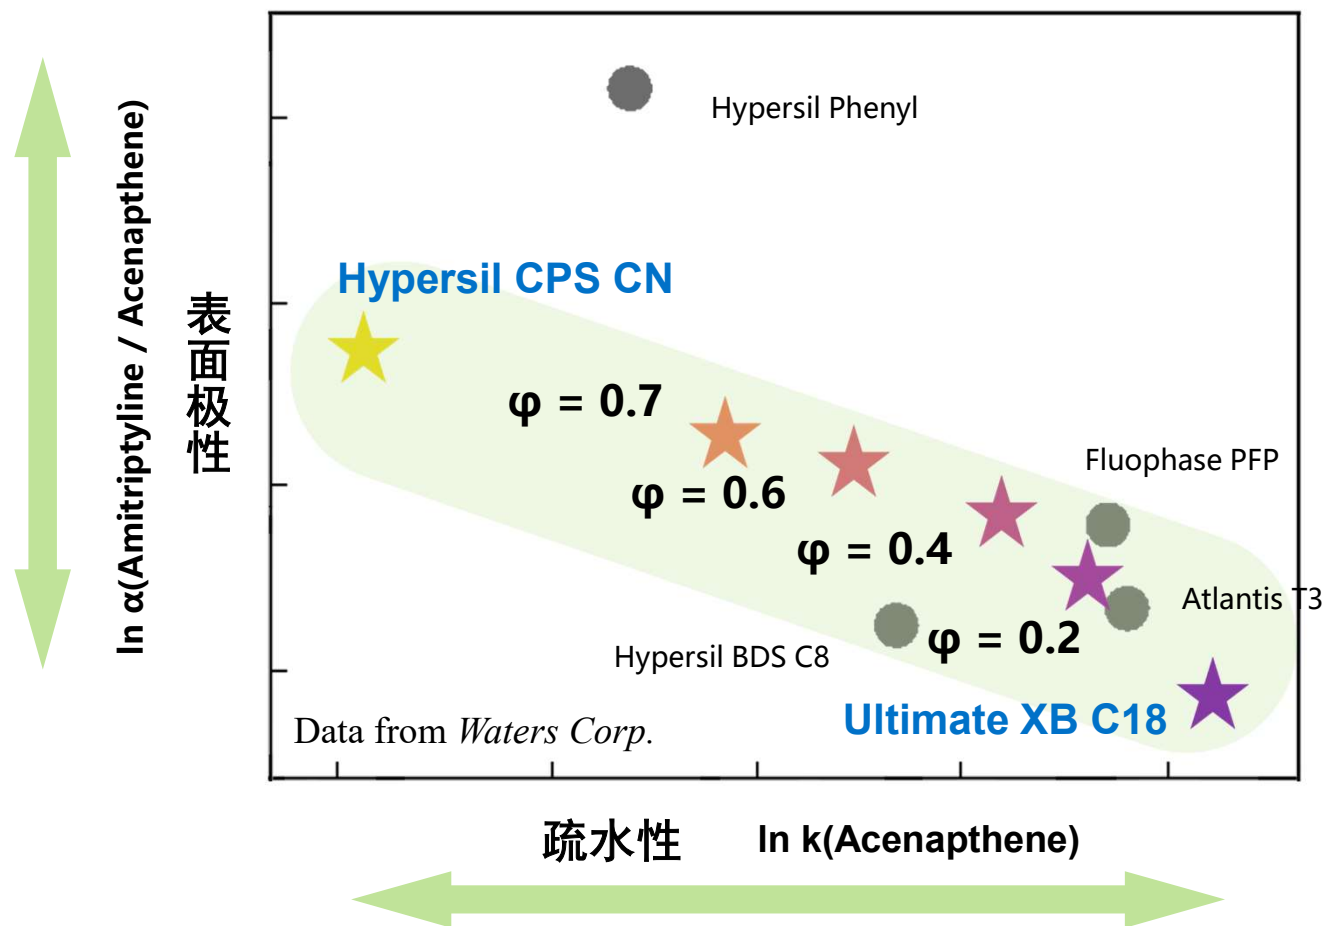 Hypersil Phenyl
Hypersil CPS CN
ln α(Amitriptyline / Acenapthene)
表面极性
φ = 0.7
Fluophase PFP
φ = 0.6
φ = 0.4
Atlantis T3
φ = 0.2
Hypersil BDS C8
Ultimate XB C18
Data from Waters Corp.
疏水性 ln k(Acenapthene)